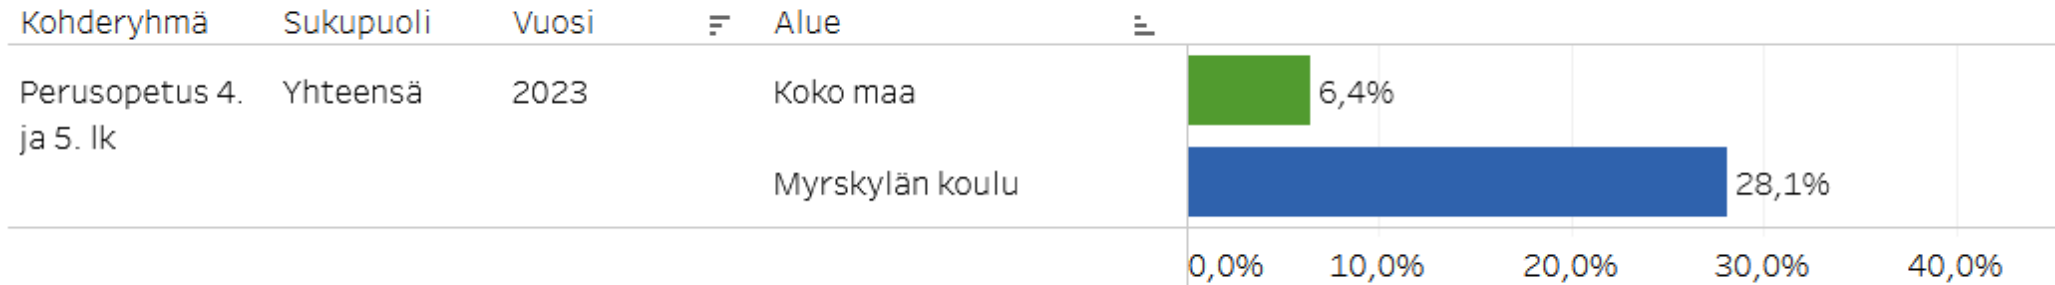 Kohderyhmä Sukupuoli Vuosi Alue
Perusopetus 4. Yhteensä 2023 Koko maa 6,4%
ja 5. lk
Myrskylän koulu 28,1%
0,0% 10,0% 20,0% 30,0% 40,0%